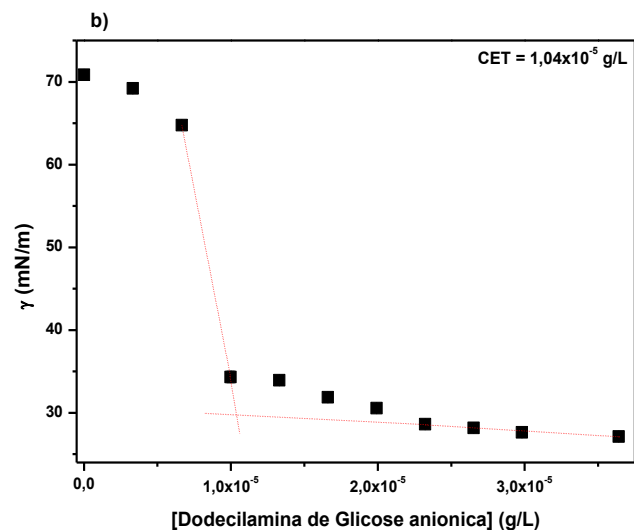 b)
CET = 1,04x10⁻⁵ g/L
γ (mN/m)
70
60
50
40
30
0,0
1,0x10⁻⁵
2,0x10⁻⁵
3,0x10⁻⁵
[Dodecilamina de Glicose anionica] (g/L)